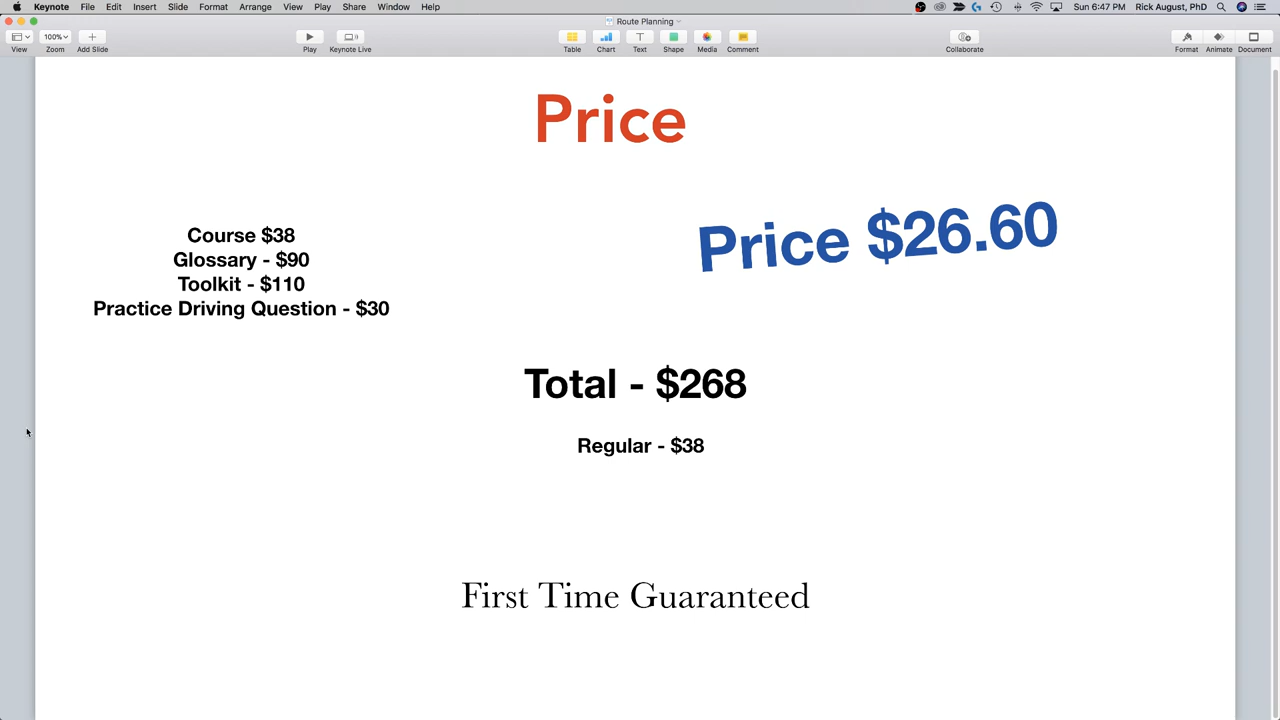 Keynote File Edit Insert Slide Format Arrange View Play Share Window Help Sun 6:47 PM Rick August, PhD
Route Planning
100%
View Zoom Add Slide Play Keynote Live Table Chart Text Shape Media Comment Collaborate Format Animate Document
Price
Price $26.60
Course $38
Glossary - $90
Toolkit - $110
Practice Driving Question - $30
Total - $268
Regular - $38
First Time Guaranteed